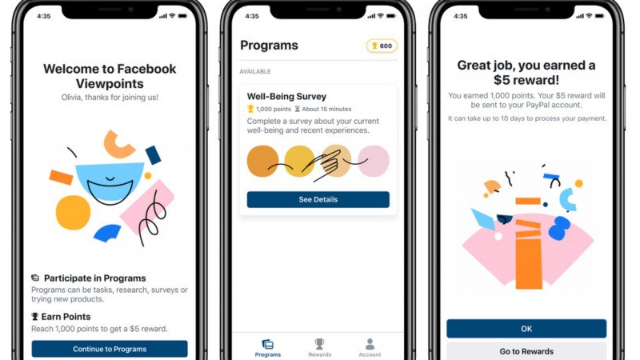 4:35
Welcome to Facebook
Viewpoints
Olivia, thanks for joining us!
Participate in Programs
Programs can be tasks, research, surveys or
trying new products.
Earn Points
Reach 1,000 points to get a $5 reward.
Continue to Programs
4:35
Programs
600
AVAILABLE
Well-Being Survey
1,000 points About 15 minutes
Complete a survey about your current
well-being and recent experiences.
See Details
Programs Rewards Account
4:35
Great job, you earned a
$5 reward!
You earned 1,000 points. Your $5 reward will
be sent to your PayPal account.
It can take up to 10 days to process your payment.
OK
Go to Rewards